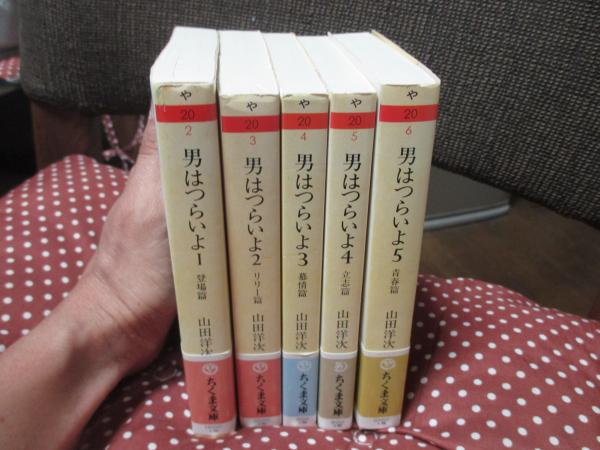 や
20
2
男はつらいよ1
登場篇
山田洋次
ちくま文庫
や
20
3
男はつらいよ2
リリー篇
山田洋次
ちくま文庫
や
20
4
男はつらいよ3
慕情篇
山田洋次
ちくま文庫
や
20
5
男はつらいよ4
立志篇
山田洋次
ちくま文庫
や
20
6
男はつらいよ5
青春篇
山田洋次
ちくま文庫